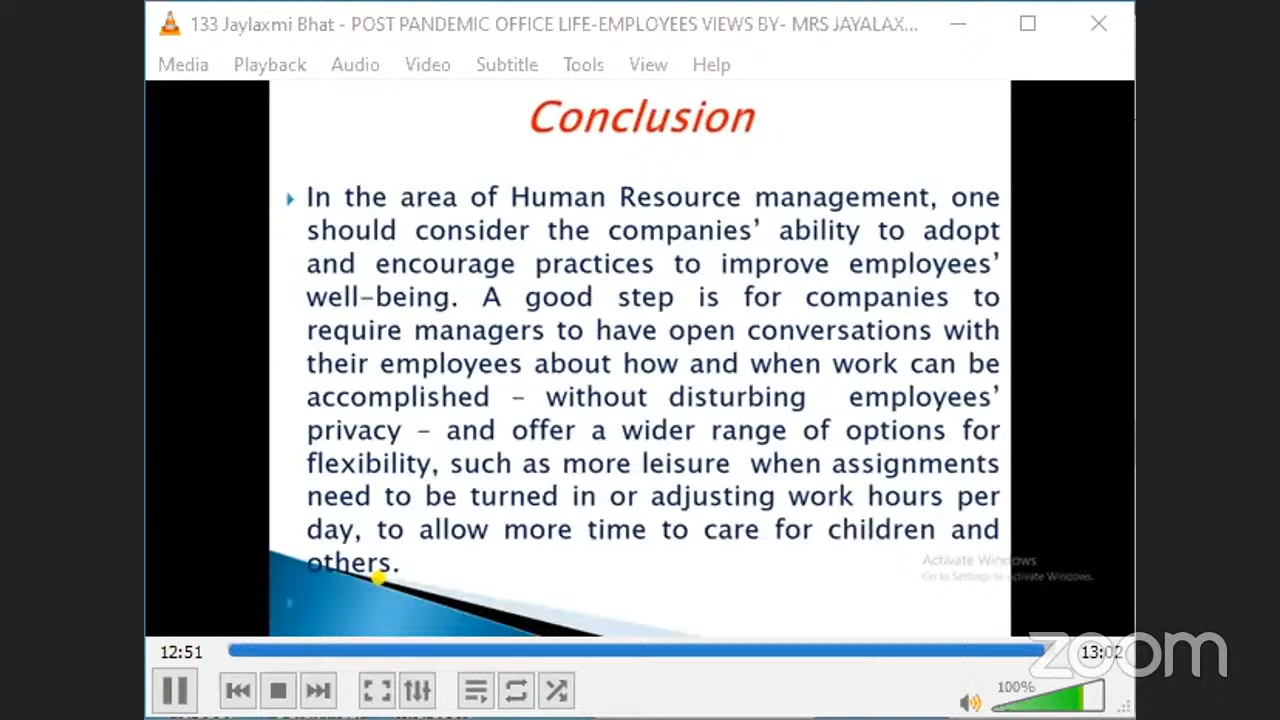 133 Jaylaxmi Bhat - POST PANDEMIC OFFICE LIFE-EMPLOYEES VIEWS BY- MRS JAYALAX...
Media Playback Audio Video Subtitle Tools View Help
Conclusion
In the area of Human Resource management, one
should consider the companies’ ability to adopt
and encourage practices to improve employees’
well-being. A good step is for companies to
require managers to have open conversations with
their employees about how and when work can be
accomplished – without disturbing employees’
privacy – and offer a wider range of options for
flexibility, such as more leisure when assignments
need to be turned in or adjusting work hours per
day, to allow more time to care for children and
others.
Activate Windows
Go to Settings to activate Windows.
12:51 13:02
zoom
100%